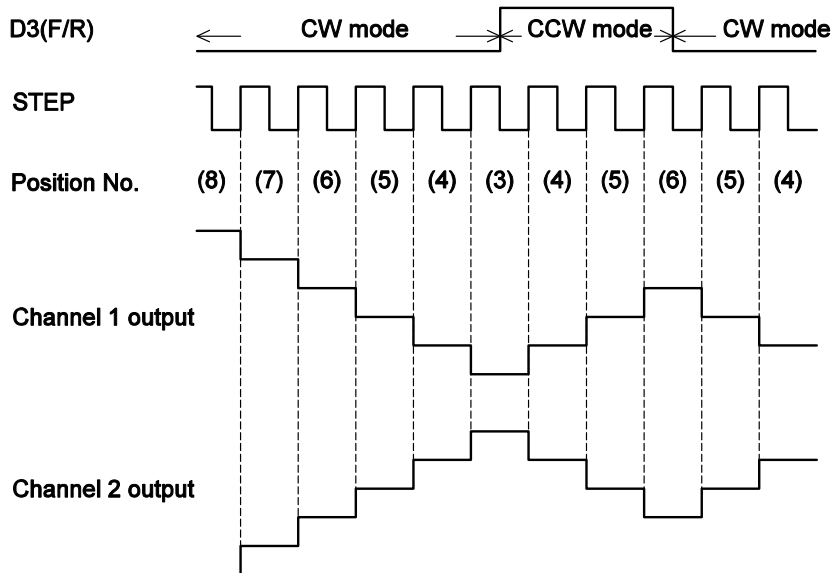 D3(F/R) CW mode CCW mode CW mode
STEP
Position No. (8) (7) (6) (5) (4) (3) (4) (5) (6) (5) (4)
Channel 1 output
Channel 2 output